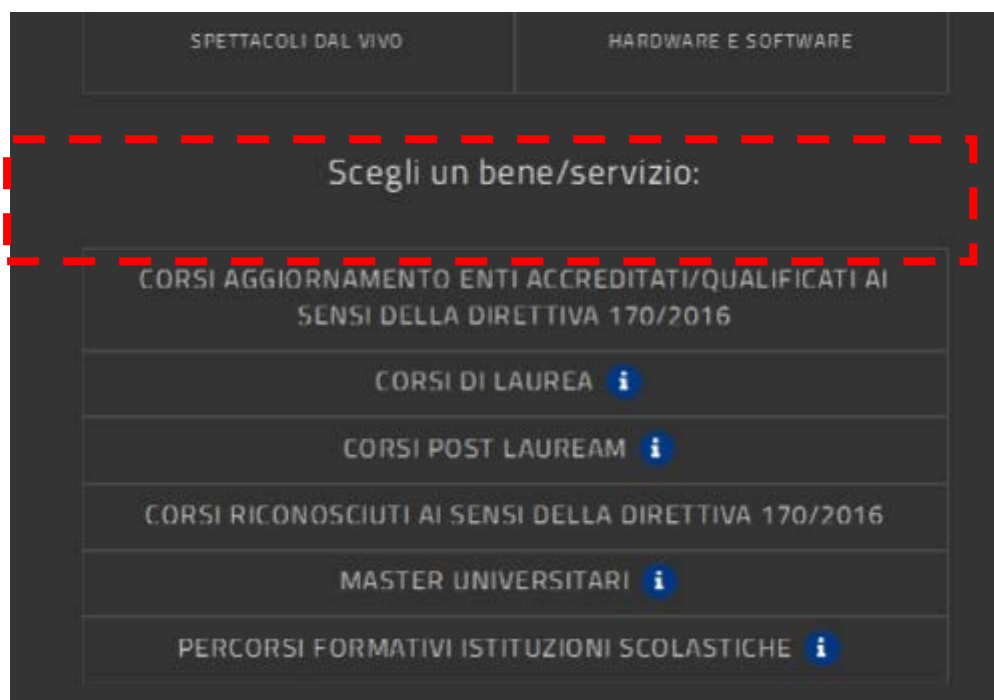 SPETTACOLI DAL VIVO
HARDWARE E SOFTWARE
Scegli un bene/servizio:
CORSI AGGIORNAMENTO ENTI ACCREDITATI/QUALIFICATI AI
SENSI DELLA DIRETTIVA 170/2016
CORSI DI LAUREA i
CORSI POST LAUREAM i
CORSI RICONOSCIUTI AI SENSI DELLA DIRETTIVA 170/2016
MASTER UNIVERSITARI i
PERCORSI FORMATIVI ISTITUZIONI SCOLASTICHE i